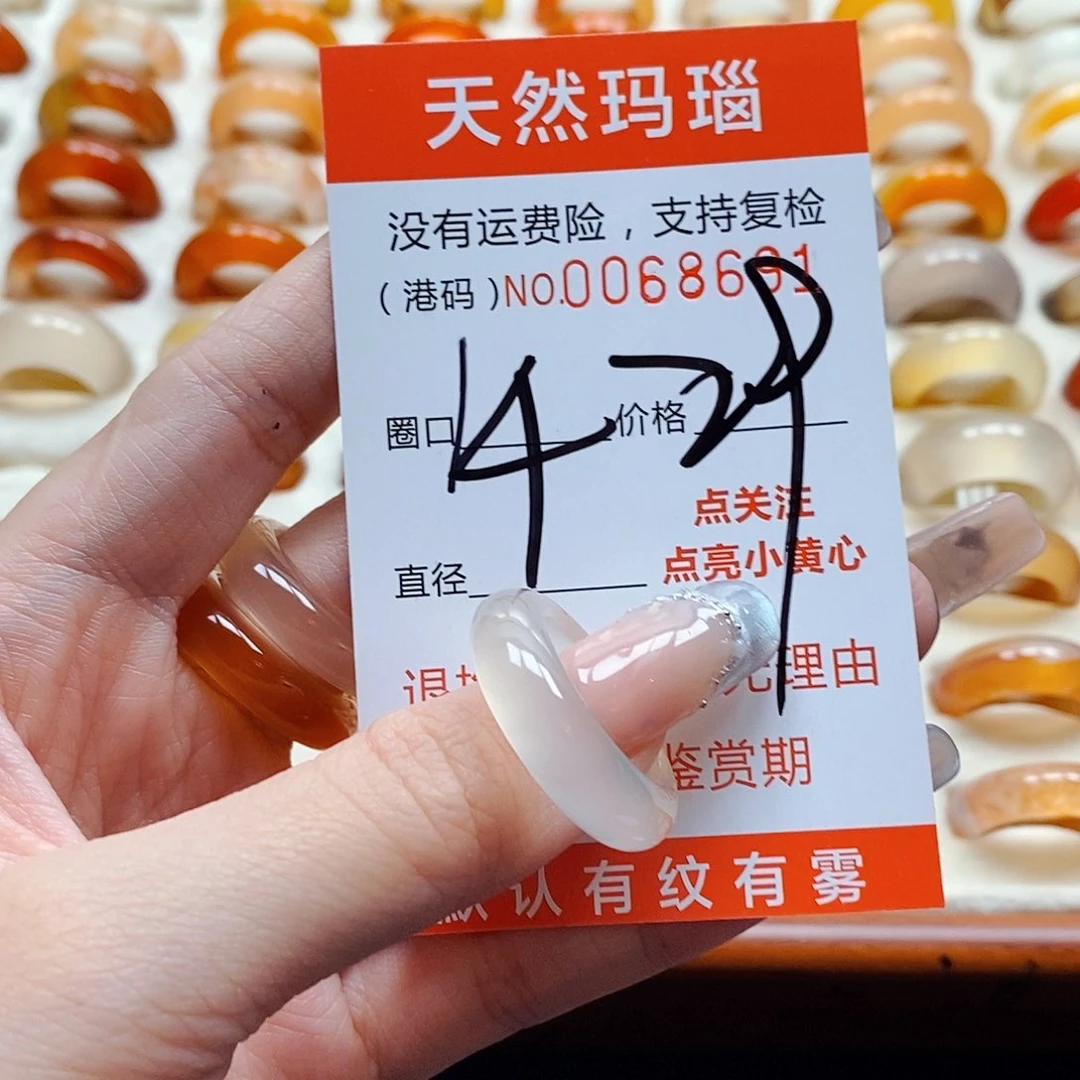 天然玛瑙
没有运费险，支持复检
(港码)NO.0068691
圈口 14 价格 29
点关注
直径 点亮小黄心
退 理由
鉴赏期
认有纹有雾